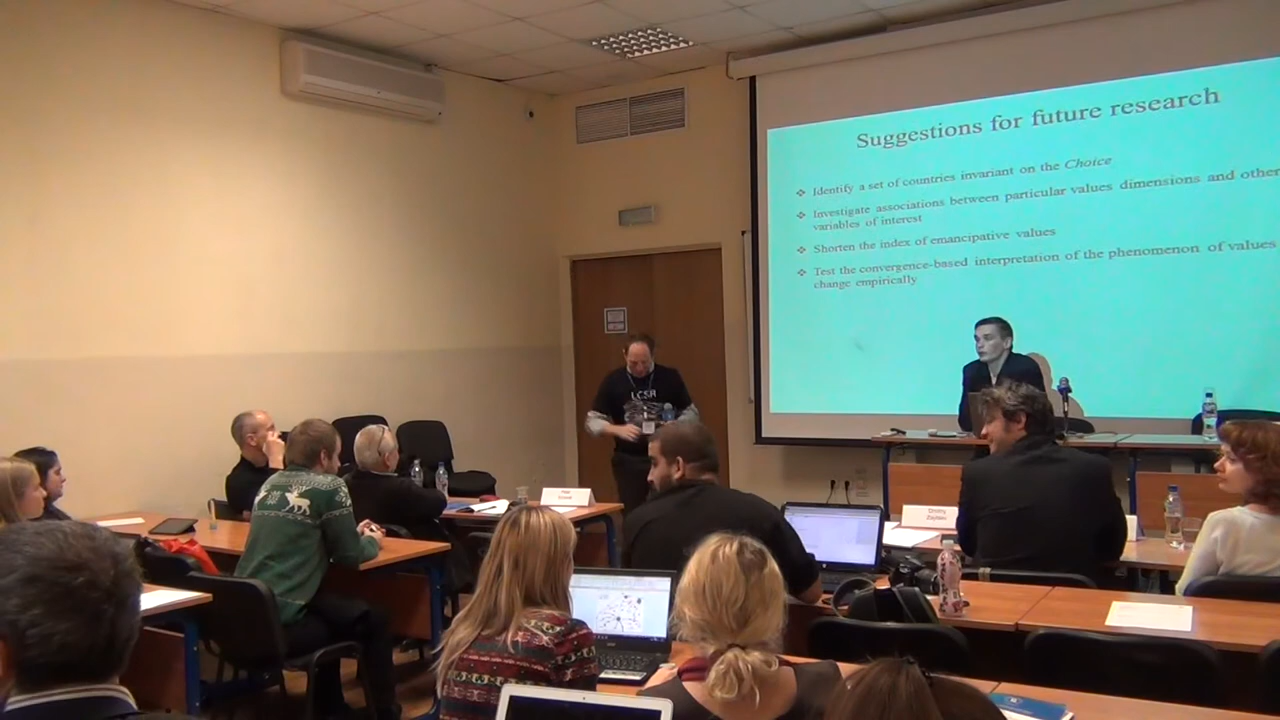 Suggestions for future research
❖ Identify a set of countries invariant on the Choice
❖ Investigate associations between particular values dimensions and other
variables of interest
❖ Shorten the index of emancipative values
❖ Test the convergence-based interpretation of the phenomenon of values
change empirically
LCSR
Dmitry